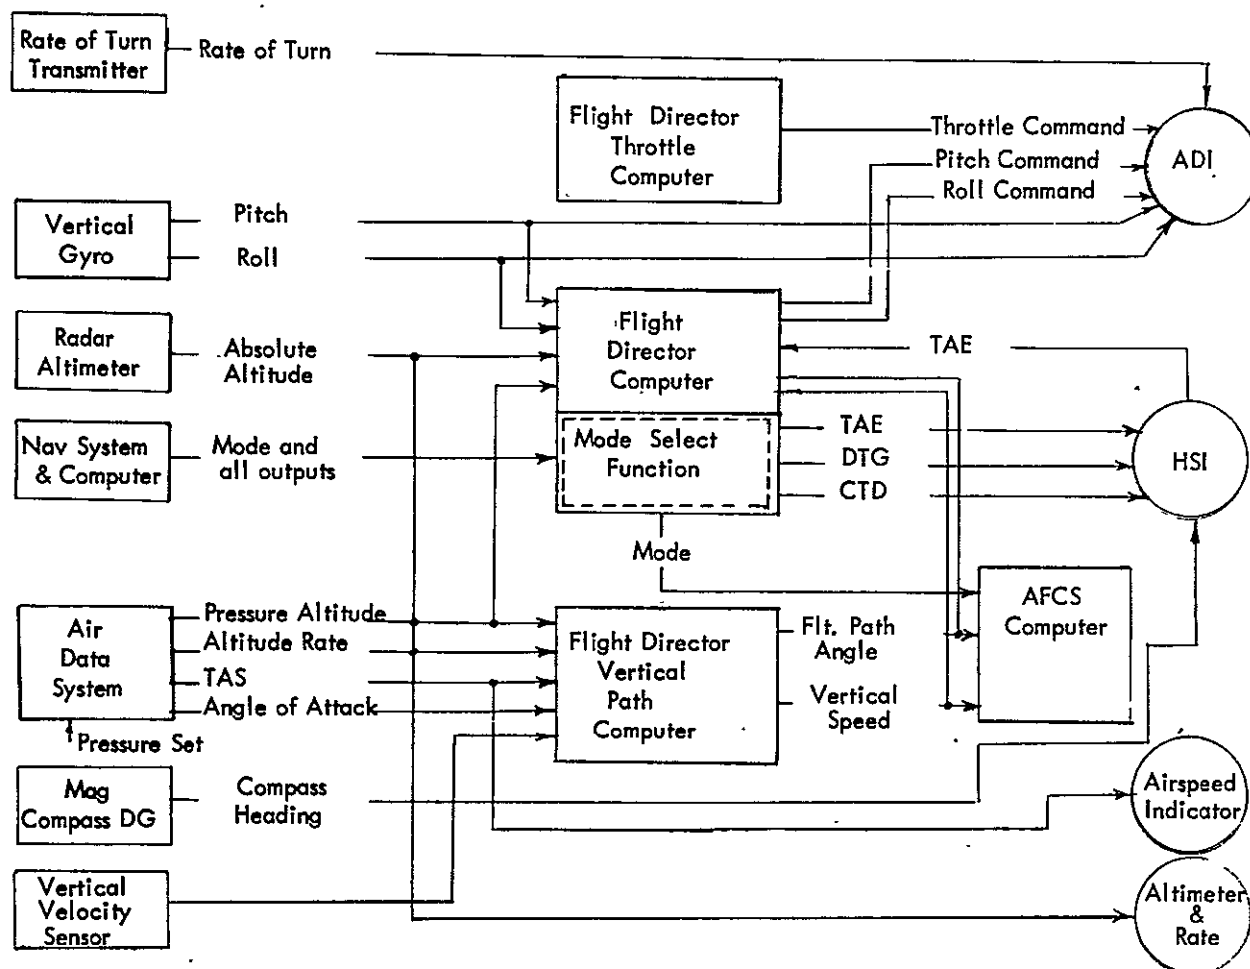 Rate of Turn
Transmitter
Rate of Turn
Flight Director
Throttle
Computer
Throttle Command
Pitch Command
Roll Command
ADI
Vertical
Gyro
Pitch
Roll
Radar
Altimeter
Absolute
Altitude
Flight
Director
Computer
TAE
Nav System
& Computer
Mode and
all outputs
Mode Select
Function
TAE
DTG
CTD
HSI
Mode
Air
Data
System
Pressure Altitude
Altitude Rate
TAS
Angle of Attack
Pressure Set
Flight Director
Vertical
Path
Computer
Flt. Path
Angle
Vertical
Speed
AFCS
Computer
Mag
Compass DG
Compass
Heading
Airspeed
Indicator
Vertical
Velocity
Sensor
Altimeter
&
Rate